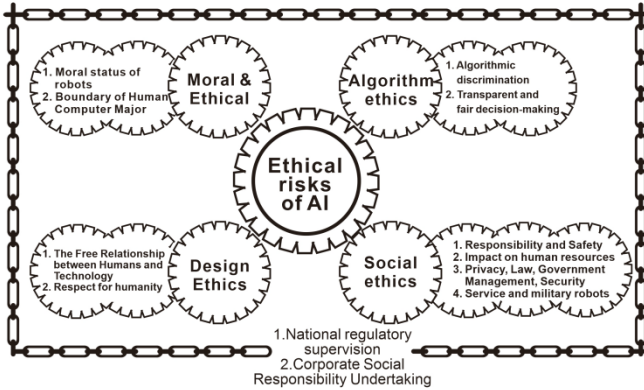 1. Moral status of
robots
2. Boundary of Human
Computer Major
Moral &
Ethical
Algorithm
ethics
1. Algorithmic
discrimination
2. Transparent and
fair decision-making
Ethical
risks
of AI
1. The Free Relationship
between Humans and
Technology
2. Respect for humanity
Design
Ethics
Social
ethics
1. Responsibility and Safety
2. Impact on human resources
3. Privacy, Law, Government
Management, Security
4. Service and military robots
1.National regulatory
supervision
2.Corporate Social
Responsibility Undertaking